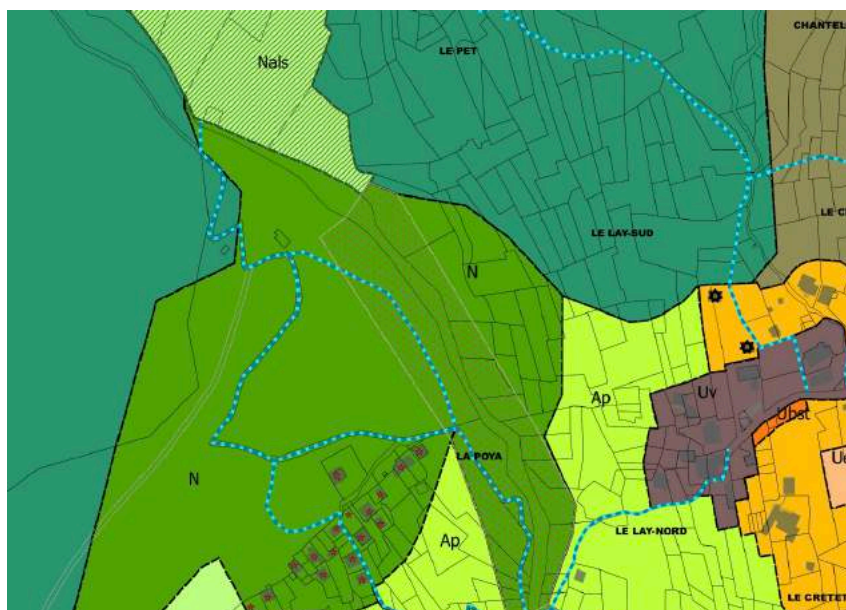 CHANTEL
LE PET
Nals
LE C
LE LAY-SUD
N
Ap
Uv
Ubst
LA POYA
N
LE LAY-NORD
Ap
LE CRETET